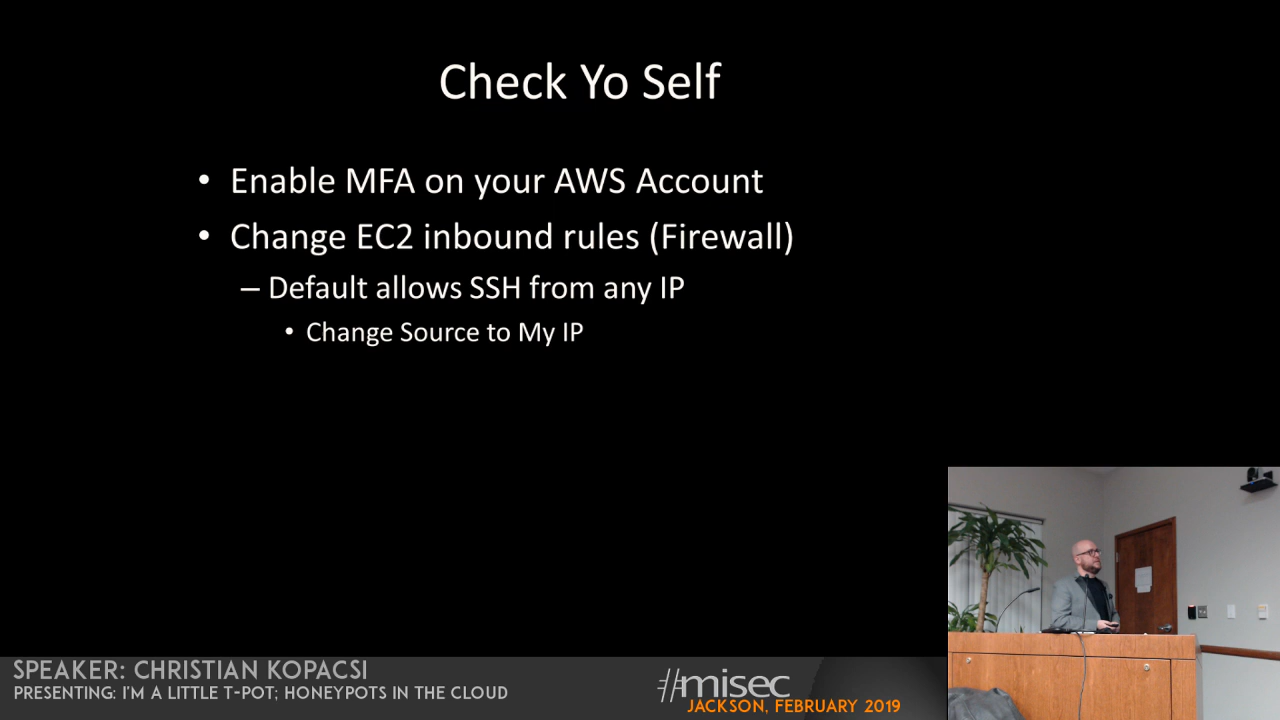 Check Yo Self
• Enable MFA on your AWS Account
• Change EC2 inbound rules (Firewall)
– Default allows SSH from any IP
• Change Source to My IP
SPEAKER: CHRISTIAN KOPACSI
PRESENTING: I'M A LITTLE T-POT; HONEYPOTS IN THE CLOUD
#misec
JACKSON, FEBRUARY 2019